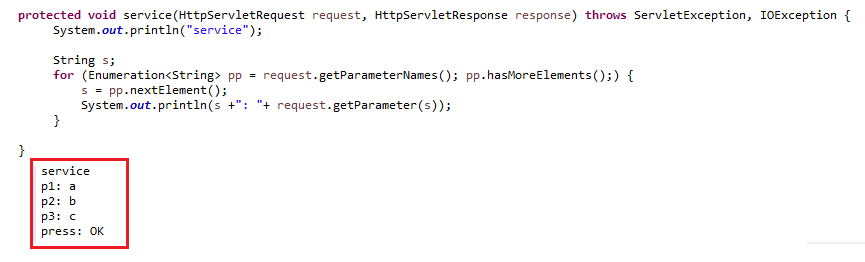 protected void service(HttpServletRequest request, HttpServletResponse response) throws ServletException, IOException {
System.out.println("service");
String s;
for (Enumeration<String> pp = request.getParameterNames(); pp.hasMoreElements();) {
s = pp.nextElement();
System.out.println(s +": "+ request.getParameter(s));
}
}
service
p1: a
p2: b
p3: c
press: OK